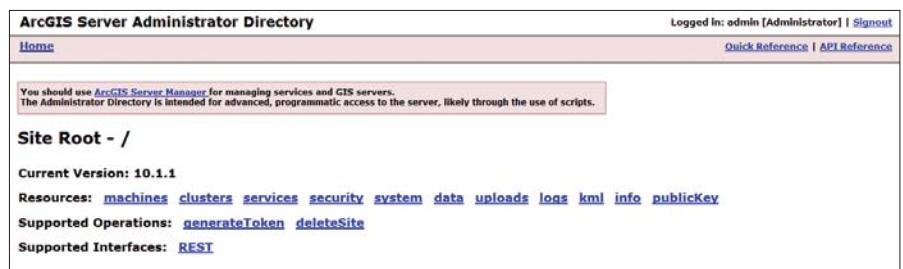 ArcGIS Server Administrator Directory
Logged in: admin [Administrator] | Signout
Home
Quick Reference | API Reference
You should use ArcGIS Server Manager for managing services and GIS servers.
The Administrator Directory is intended for advanced, programmatic access to the server, likely through the use of scripts.
Site Root - /
Current Version: 10.1.1
Resources: machines clusters services security system data uploads logs kml info publicKey
Supported Operations: generateToken deleteSite
Supported Interfaces: REST